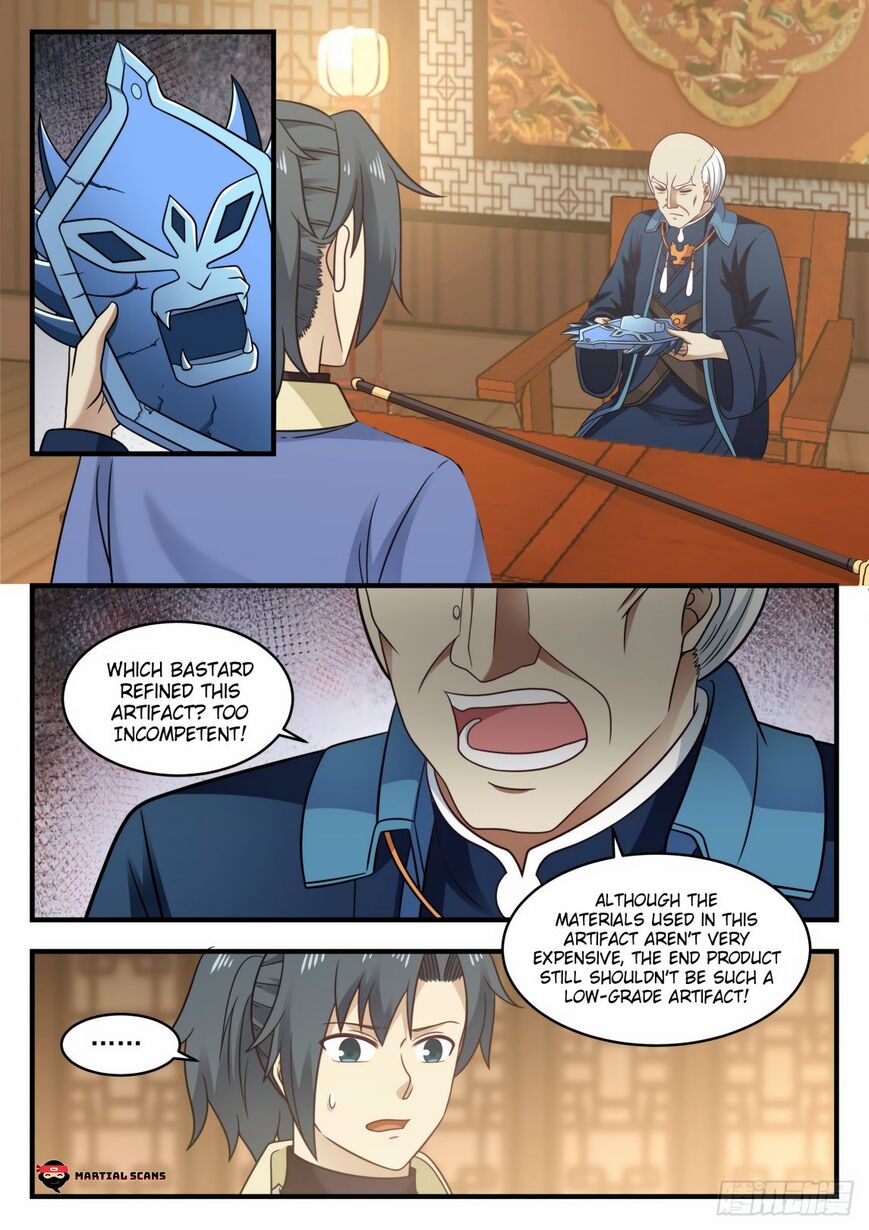 WHICH BASTARD
REFINED THIS
ARTIFACT? TOO
INCOMPETENT!
ALTHOUGH THE
MATERIALS USED IN THIS
ARTIFACT AREN'T VERY
EXPENSIVE, THE END PRODUCT
STILL SHOULDN'T BE SUCH A
LOW-GRADE ARTIFACT!
......
MARTIAL SCANS